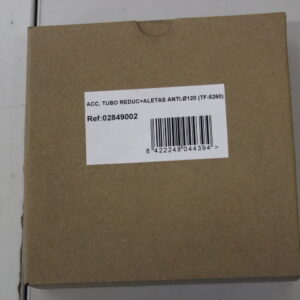 ACC, TUBO REDUC+ALETAS ANTI.Ø120 (TF-5260)
Ref:02849002
8 422248 044394 >